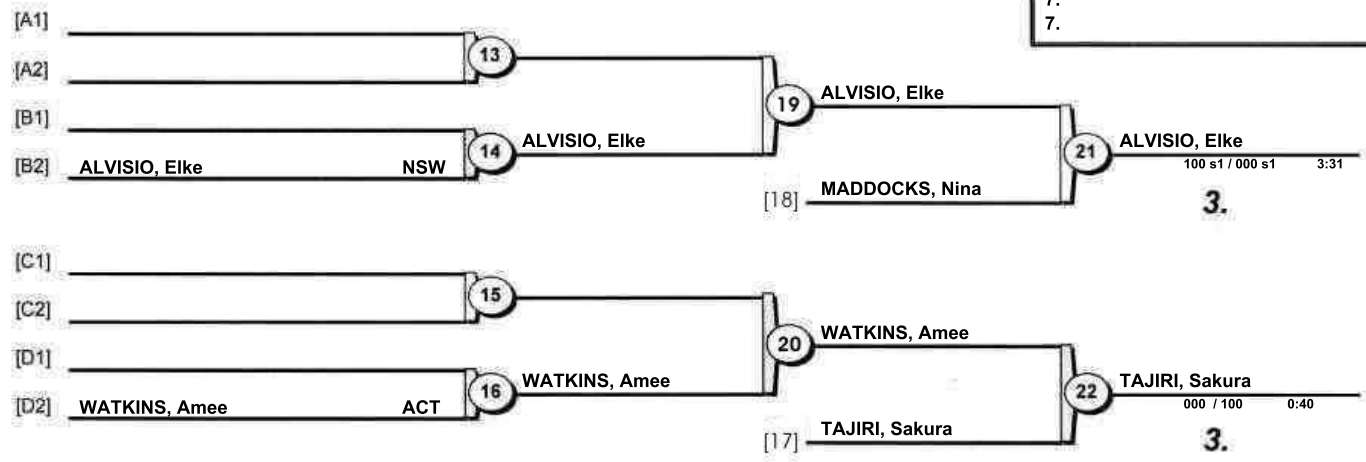 7.
7.
[A1]
13
[A2]
19 ALVISIO, Elke
[B1]
14 ALVISIO, Elke
21 ALVISIO, Elke
100 s1 / 000 s1 3:31
[B2] ALVISIO, Elke NSW
[18] MADDOCKS, Nina
3.
[C1]
15
[C2]
20 WATKINS, Amee
[D1]
16 WATKINS, Amee
22 TAJIRI, Sakura
000 / 100 0:40
[D2] WATKINS, Amee ACT
[17] TAJIRI, Sakura
3.